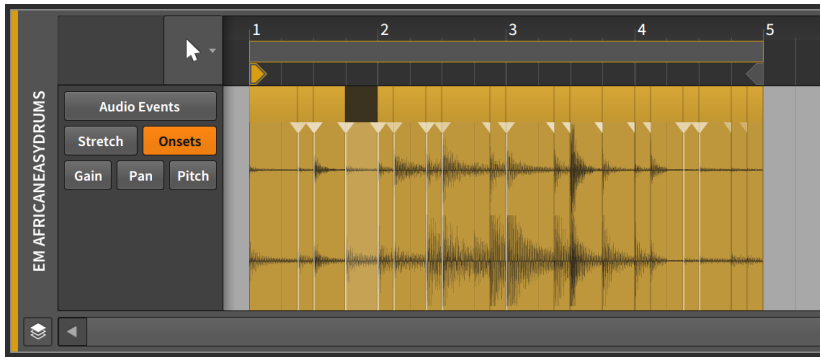 1 2 3 4 5
EM AFRICANEASYDRUMS
Audio Events
Stretch Onsets
Gain Pan Pitch